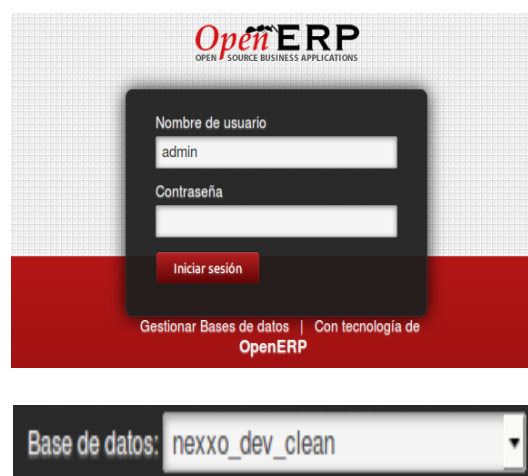 OpenERP
OPEN SOURCE BUSINESS APPLICATIONS
Nombre de usuario
admin
Contraseña
Iniciar sesión
Gestionar Bases de datos | Con tecnología de
OpenERP
Base de datos: nexxo_dev_clean